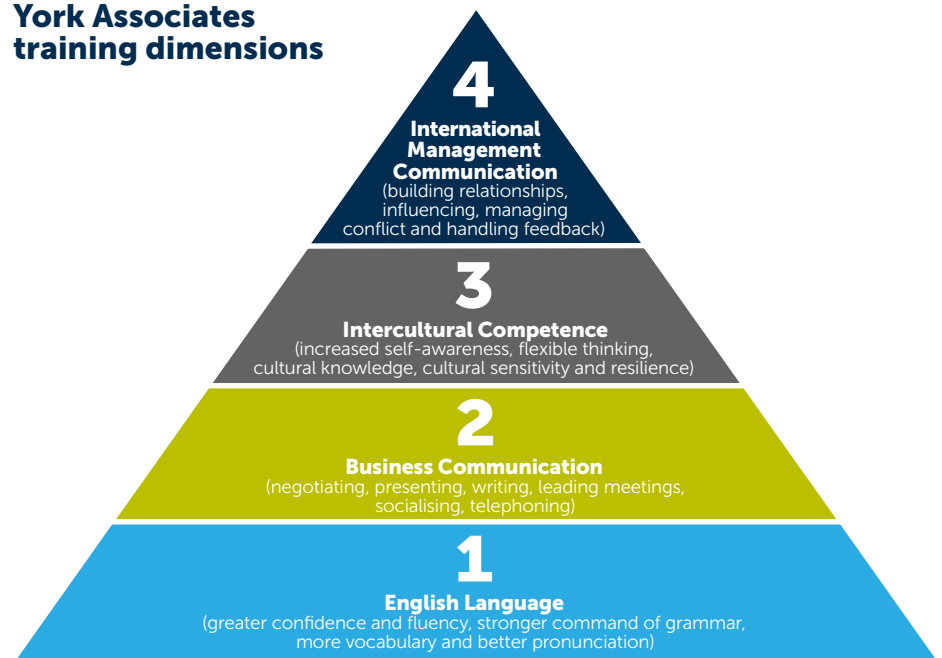 York Associates
training dimensions
4
International
Management
Communication
(building relationships,
influencing, managing
conflict and handling feedback)
3
Intercultural Competence
(increased self-awareness, flexible thinking,
cultural knowledge, cultural sensitivity and resilience)
2
Business Communication
(negotiating, presenting, writing, leading meetings,
socialising, telephoning)
1
English Language
(greater confidence and fluency, stronger command of grammar,
more vocabulary and better pronunciation)